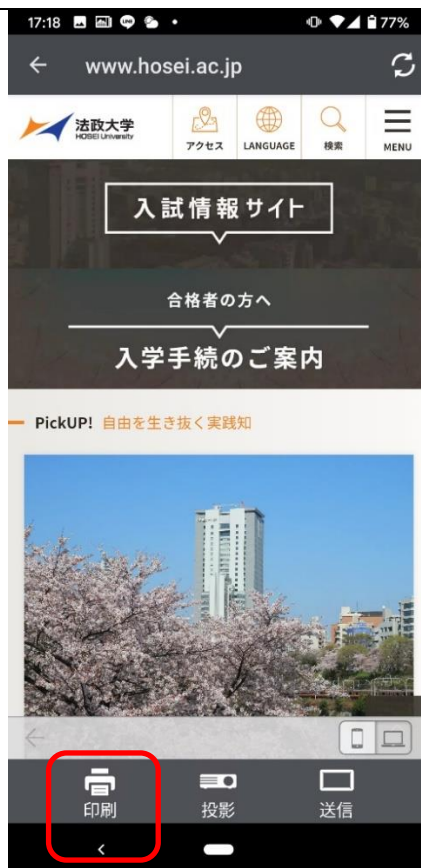 17:18
77%
www.hosei.ac.jp
法政大学
HOSEI University
アクセス
LANGUAGE
検索
MENU
入試情報サイト
合格者の方へ
入学手続のご案内
PickUP! 自由を生き抜く実践知
印刷
投影
送信